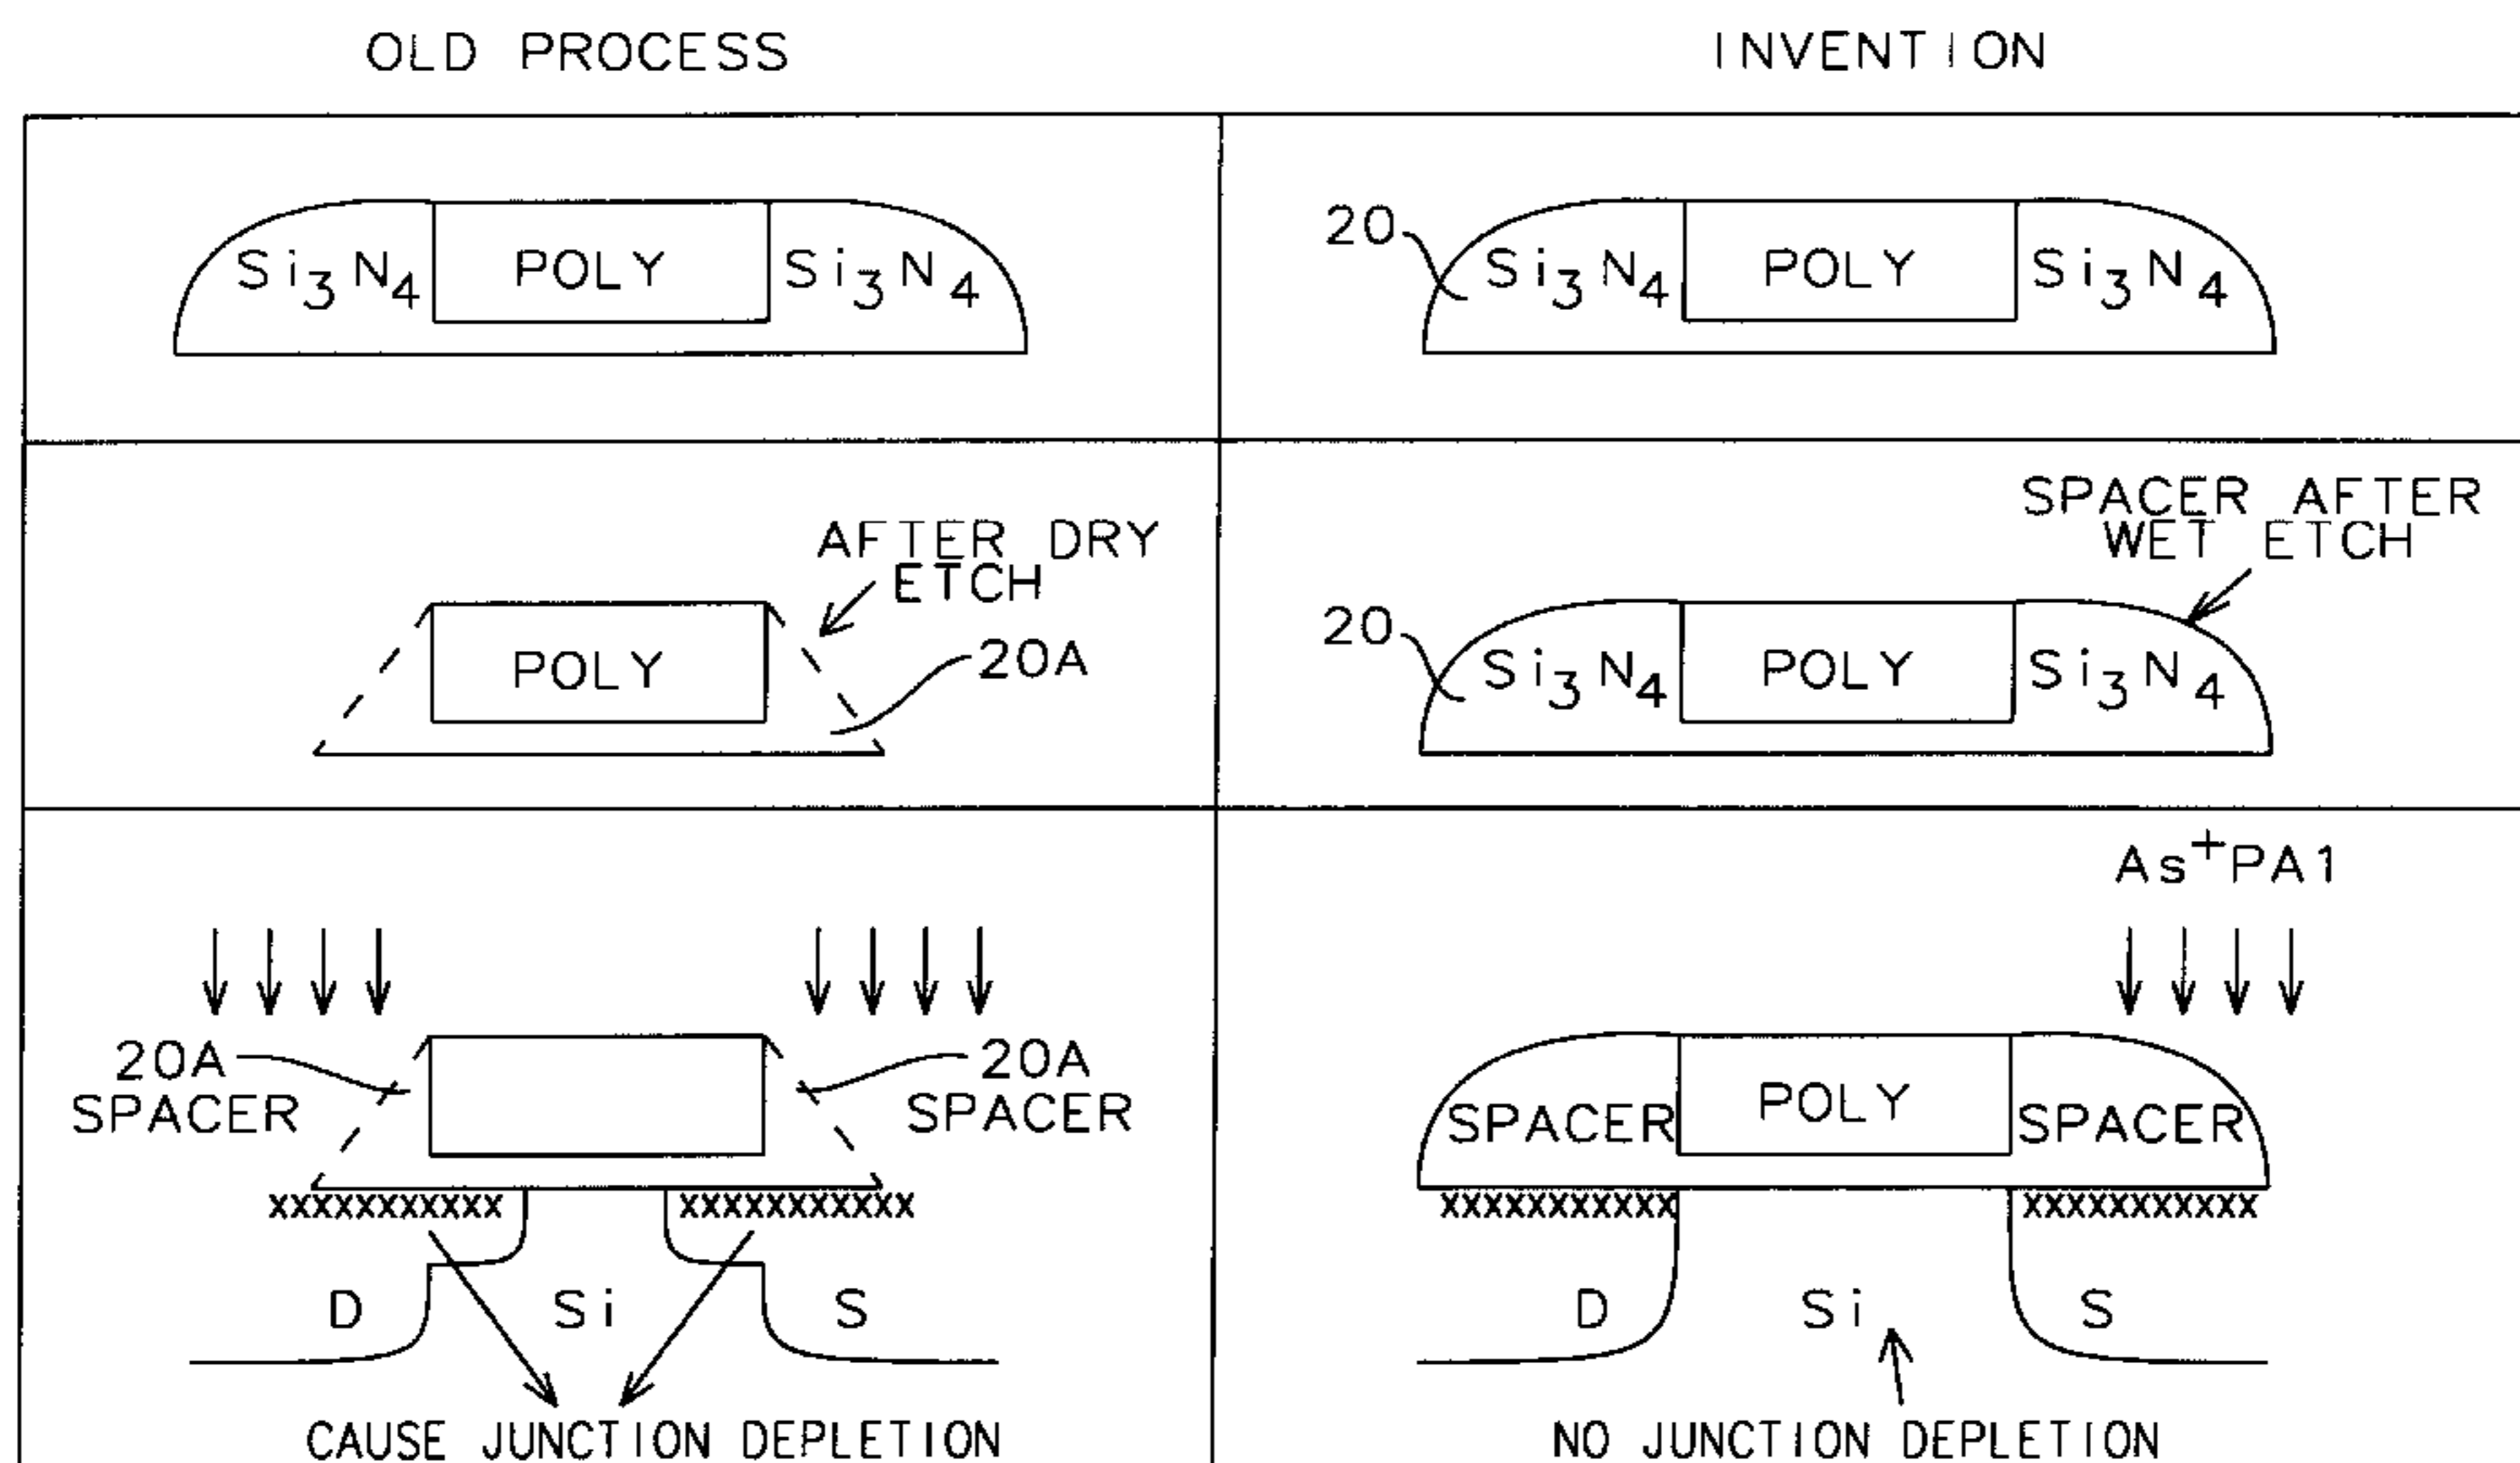 OLD PROCESS
INVENTION
Si3N4 POLY Si3N4
20
Si3N4 POLY Si3N4
AFTER DRY
ETCH
POLY
20A
SPACER AFTER
WET ETCH
20
Si3N4 POLY Si3N4
20A
SPACER
20A
SPACER
XXXXXXXXXXX XXXXXXXXXXX
D Si S
CAUSE JUNCTION DEPLETION
As+PA1
SPACER POLY SPACER
XXXXXXXXXXX XXXXXXXXXXX
D Si S
NO JUNCTION DEPLETION